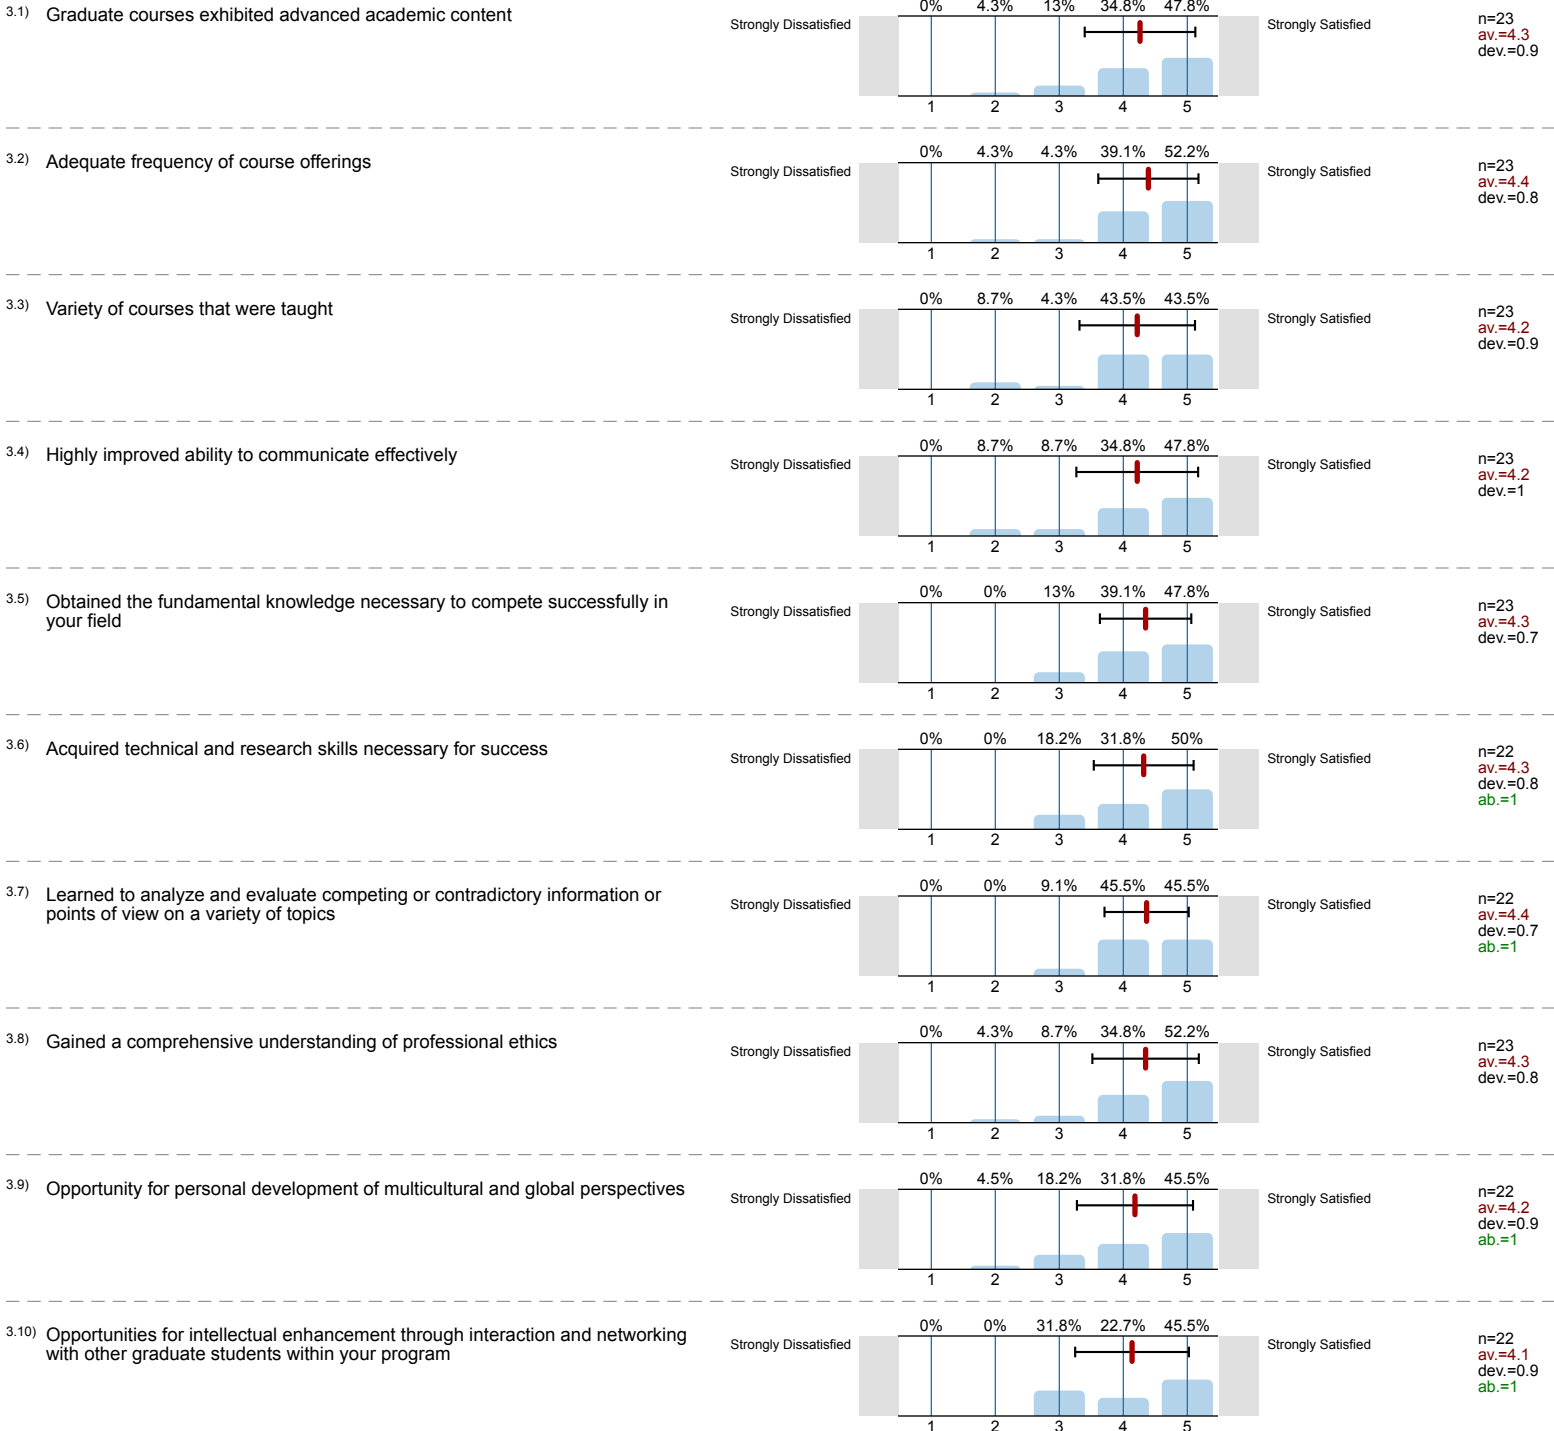 3.1) Graduate courses exhibited advanced academic content
0% 4.3% 13% 34.8% 47.8%
Strongly Dissatisfied Strongly Satisfied
n=23
av.=4.3
dev.=0.9
1 2 3 4 5
3.2) Adequate frequency of course offerings
0% 4.3% 4.3% 39.1% 52.2%
Strongly Dissatisfied Strongly Satisfied
n=23
av.=4.4
dev.=0.8
1 2 3 4 5
3.3) Variety of courses that were taught
0% 8.7% 4.3% 43.5% 43.5%
Strongly Dissatisfied Strongly Satisfied
n=23
av.=4.2
dev.=0.9
1 2 3 4 5
3.4) Highly improved ability to communicate effectively
0% 8.7% 8.7% 34.8% 47.8%
Strongly Dissatisfied Strongly Satisfied
n=23
av.=4.2
dev.=1
1 2 3 4 5
3.5) Obtained the fundamental knowledge necessary to compete successfully in
your field
0% 0% 13% 39.1% 47.8%
Strongly Dissatisfied Strongly Satisfied
n=23
av.=4.3
dev.=0.7
1 2 3 4 5
3.6) Acquired technical and research skills necessary for success
0% 0% 18.2% 31.8% 50%
Strongly Dissatisfied Strongly Satisfied
n=22
av.=4.3
dev.=0.8
ab.=1
1 2 3 4 5
3.7) Learned to analyze and evaluate competing or contradictory information or
points of view on a variety of topics
0% 0% 9.1% 45.5% 45.5%
Strongly Dissatisfied Strongly Satisfied
n=22
av.=4.4
dev.=0.7
ab.=1
1 2 3 4 5
3.8) Gained a comprehensive understanding of professional ethics
0% 4.3% 8.7% 34.8% 52.2%
Strongly Dissatisfied Strongly Satisfied
n=23
av.=4.3
dev.=0.8
1 2 3 4 5
3.9) Opportunity for personal development of multicultural and global perspectives
0% 4.5% 18.2% 31.8% 45.5%
Strongly Dissatisfied Strongly Satisfied
n=22
av.=4.2
dev.=0.9
ab.=1
1 2 3 4 5
3.10) Opportunities for intellectual enhancement through interaction and networking
with other graduate students within your program
0% 0% 31.8% 22.7% 45.5%
Strongly Dissatisfied Strongly Satisfied
n=22
av.=4.1
dev.=0.9
ab.=1
1 2 3 4 5